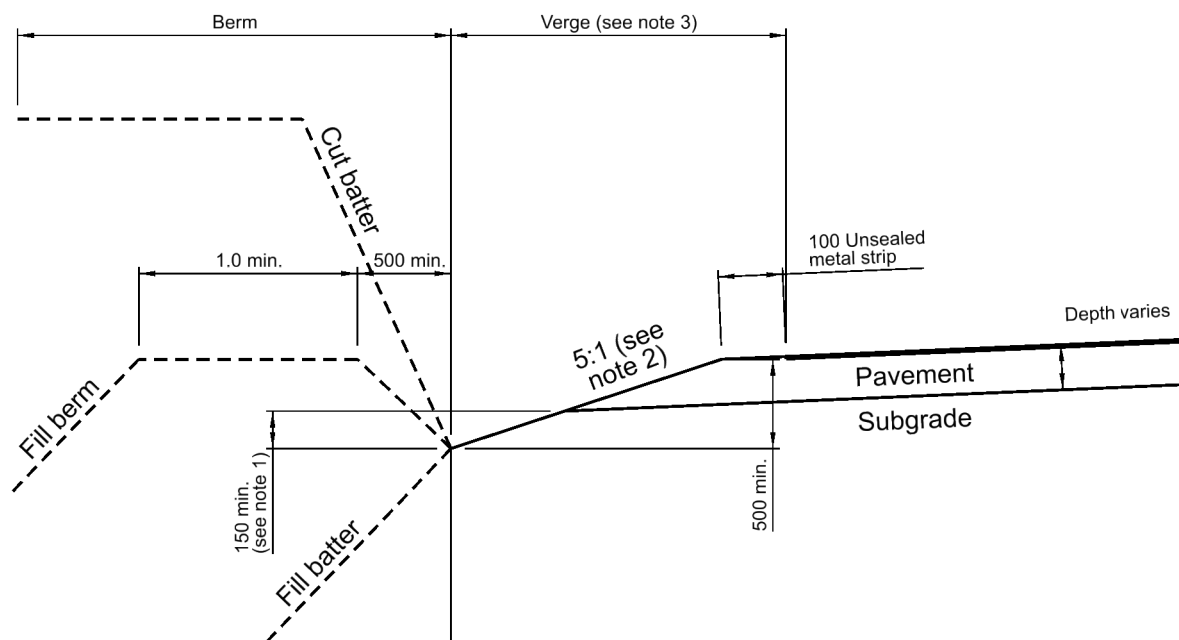 Berm
Verge (see note 3)
Cut batter
100 Unsealed
metal strip
1.0 min.
500 min.
Depth varies
5:1 (see
note 2)
Pavement
Fill berm
Subgrade
150 min.
(see note 1)
500 min.
Fill batter